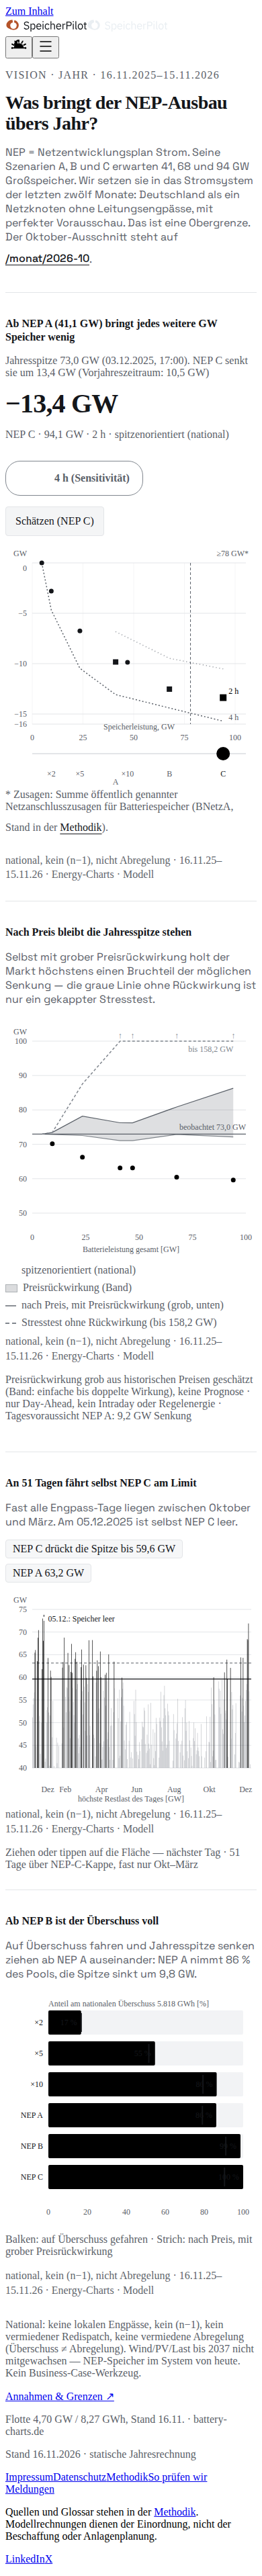 Zum Inhalt
SpeicherPilot SpeicherPilot
VISION · JAHR · 16.11.2025–15.11.2026
Was bringt der NEP-Ausbau
übers Jahr?
NEP = Netzentwicklungsplan Strom. Seine
Szenarien A, B und C erwarten 41, 68 und 94 GW
Großspeicher. Wir setzen sie in das Stromsystem
der letzten zwölf Monate: Deutschland als ein
Netzknoten ohne Leitungsengpässe, mit
perfekter Vorausschau. Das ist eine Obergrenze.
Der Oktober-Ausschnitt steht auf
/monat/2026-10.
Ab NEP A (41,1 GW) bringt jedes weitere GW
Speicher wenig
Jahresspitze 73,0 GW (03.12.2025, 17:00). NEP C senkt
sie um 13,4 GW (Vorjahreszeitraum: 10,5 GW)
−13,4 GW
NEP C · 94,1 GW · 2 h · spitzenorientiert (national)
4 h (Sensitivität)
Schätzen (NEP C)
GW ≥78 GW*
0
−5
−10
−15
−16
2 h
4 h
Speicherleistung, GW
0 25 50 75 100
×2 ×5 ×10 B C
A
* Zusagen: Summe öffentlich genannter
Netzanschlusszusagen für Batteriespeicher (BNetzA,
Stand in der Methodik).
national, kein (n−1), nicht Abregelung · 16.11.25–
15.11.26 · Energy-Charts · Modell
Nach Preis bleibt die Jahresspitze stehen
Selbst mit grober Preisrückwirkung holt der
Markt höchstens einen Bruchteil der möglichen
Senkung — die graue Linie ohne Rückwirkung ist
nur ein gekappter Stresstest.
GW
↑ ↑ ↑ ↑
100
bis 158,2 GW
90
80
beobachtet 73,0 GW
70
60
50
0 25 50 75 100
Batterieleistung gesamt [GW]
spitzenorientiert (national)
Preisrückwirkung (Band)
nach Preis, mit Preisrückwirkung (grob, unten)
Stresstest ohne Rückwirkung (bis 158,2 GW)
national, kein (n−1), nicht Abregelung · 16.11.25–
15.11.26 · Energy-Charts · Modell
Preisrückwirkung grob aus historischen Preisen geschätzt
(Band: einfache bis doppelte Wirkung), keine Prognose ·
nur Day-Ahead, kein Intraday oder Regelenergie ·
Tagesvoraussicht NEP A: 9,2 GW Senkung
An 51 Tagen fährt selbst NEP C am Limit
Fast alle Engpass-Tage liegen zwischen Oktober
und März. Am 05.12.2025 ist selbst NEP C leer.
NEP C drückt die Spitze bis 59,6 GW
NEP A 63,2 GW
GW
75
05.12.: Speicher leer
70
65
60
55
50
45
40
Dez Feb Apr Jun Aug Okt Dez
höchste Restlast des Tages [GW]
national, kein (n−1), nicht Abregelung · 16.11.25–
15.11.26 · Energy-Charts · Modell
Ziehen oder tippen auf die Fläche — nächster Tag · 51
Tage über NEP-C-Kappe, fast nur Okt–März
Ab NEP B ist der Überschuss voll
Auf Überschuss fahren und Jahresspitze senken
ziehen ab NEP A auseinander: NEP A nimmt 86 %
des Pools, die Spitze sinkt um 9,8 GW.
Anteil am nationalen Überschuss 5.818 GWh [%]
×2
×5
×10
NEP A
NEP B
NEP C
0 20 40 60 80 100
Balken: auf Überschuss gefahren · Strich: nach Preis, mit
grober Preisrückwirkung
national, kein (n−1), nicht Abregelung · 16.11.25–
15.11.26 · Energy-Charts · Modell
National: keine lokalen Engpässe, kein (n−1), kein
vermiedener Redispatch, keine vermiedene Abregelung
(Überschuss ≠ Abregelung). Wind/PV/Last bis 2037 nicht
mitgewachsen — NEP-Speicher im System von heute.
Kein Business-Case-Werkzeug.
Annahmen & Grenzen ↗
Flotte 4,70 GW / 8,27 GWh, Stand 16.11. · battery-
charts.de
Stand 16.11.2026 · statische Jahresrechnung
ImpressumDatenschutzMethodikSo prüfen wir
Meldungen
Quellen und Glossar stehen in der Methodik.
Modellrechnungen dienen der Einordnung, nicht der
Beschaffung oder Anlagenplanung.
LinkedInX